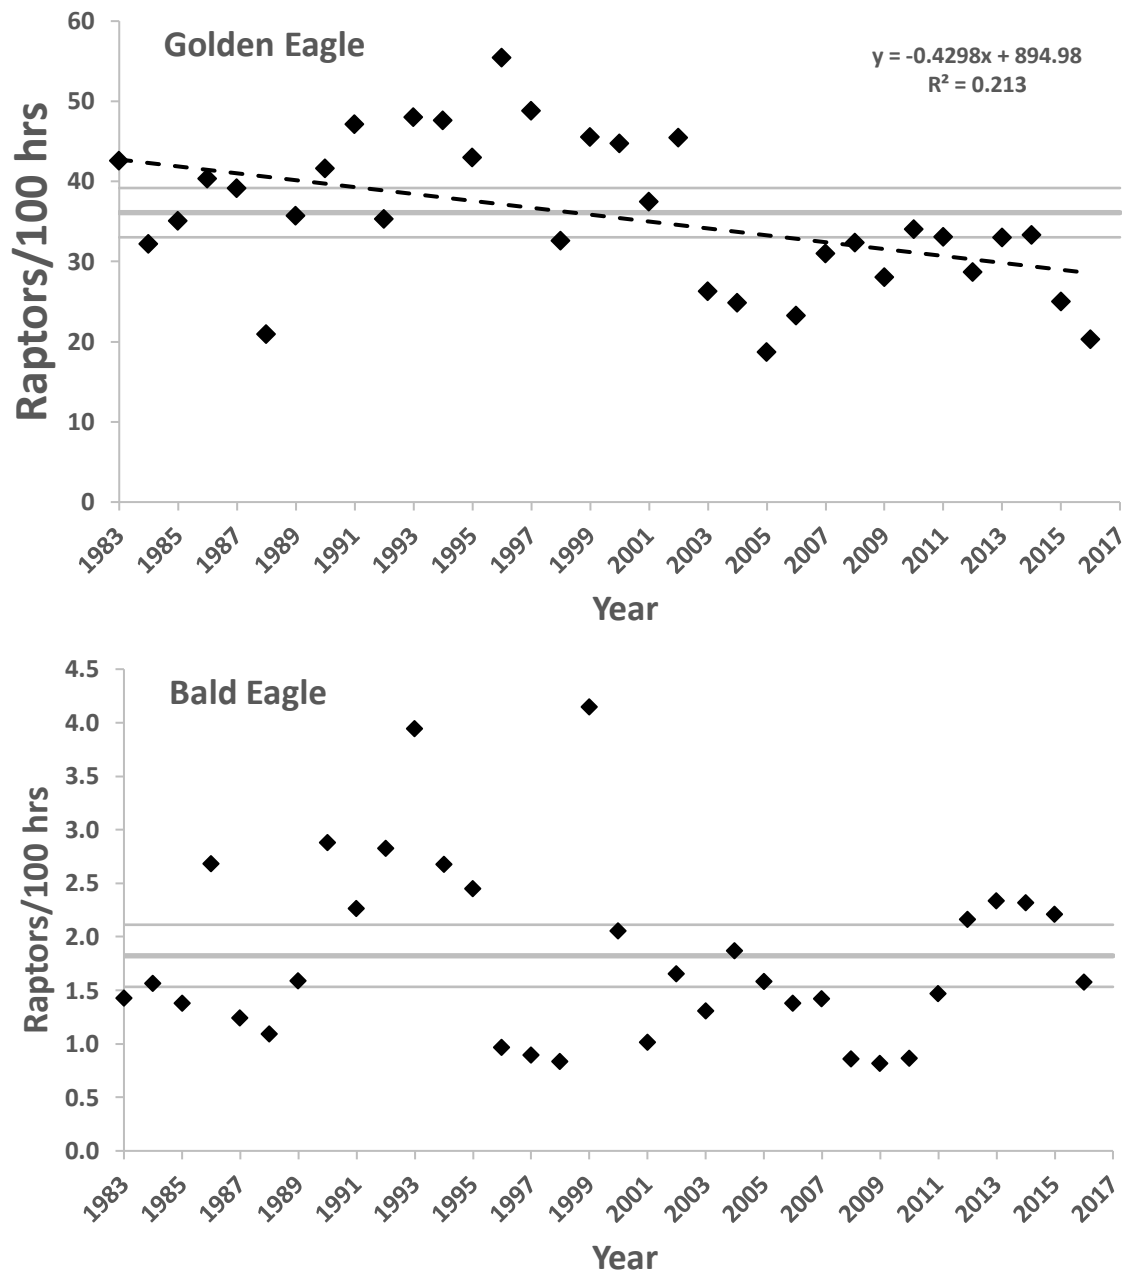 Golden Eagle
y = -0.4298x + 894.98
R² = 0.213
Raptors/100 hrs
60
50
40
30
20
10
0
1983 1985 1987 1989 1991 1993 1995 1997 1999 2001 2003 2005 2007 2009 2011 2013 2015 2017
Year
Bald Eagle
Raptors/100 hrs
4.5
4.0
3.5
3.0
2.5
2.0
1.5
1.0
0.5
0.0
1983 1985 1987 1989 1991 1993 1995 1997 1999 2001 2003 2005 2007 2009 2011 2013 2015 2017
Year